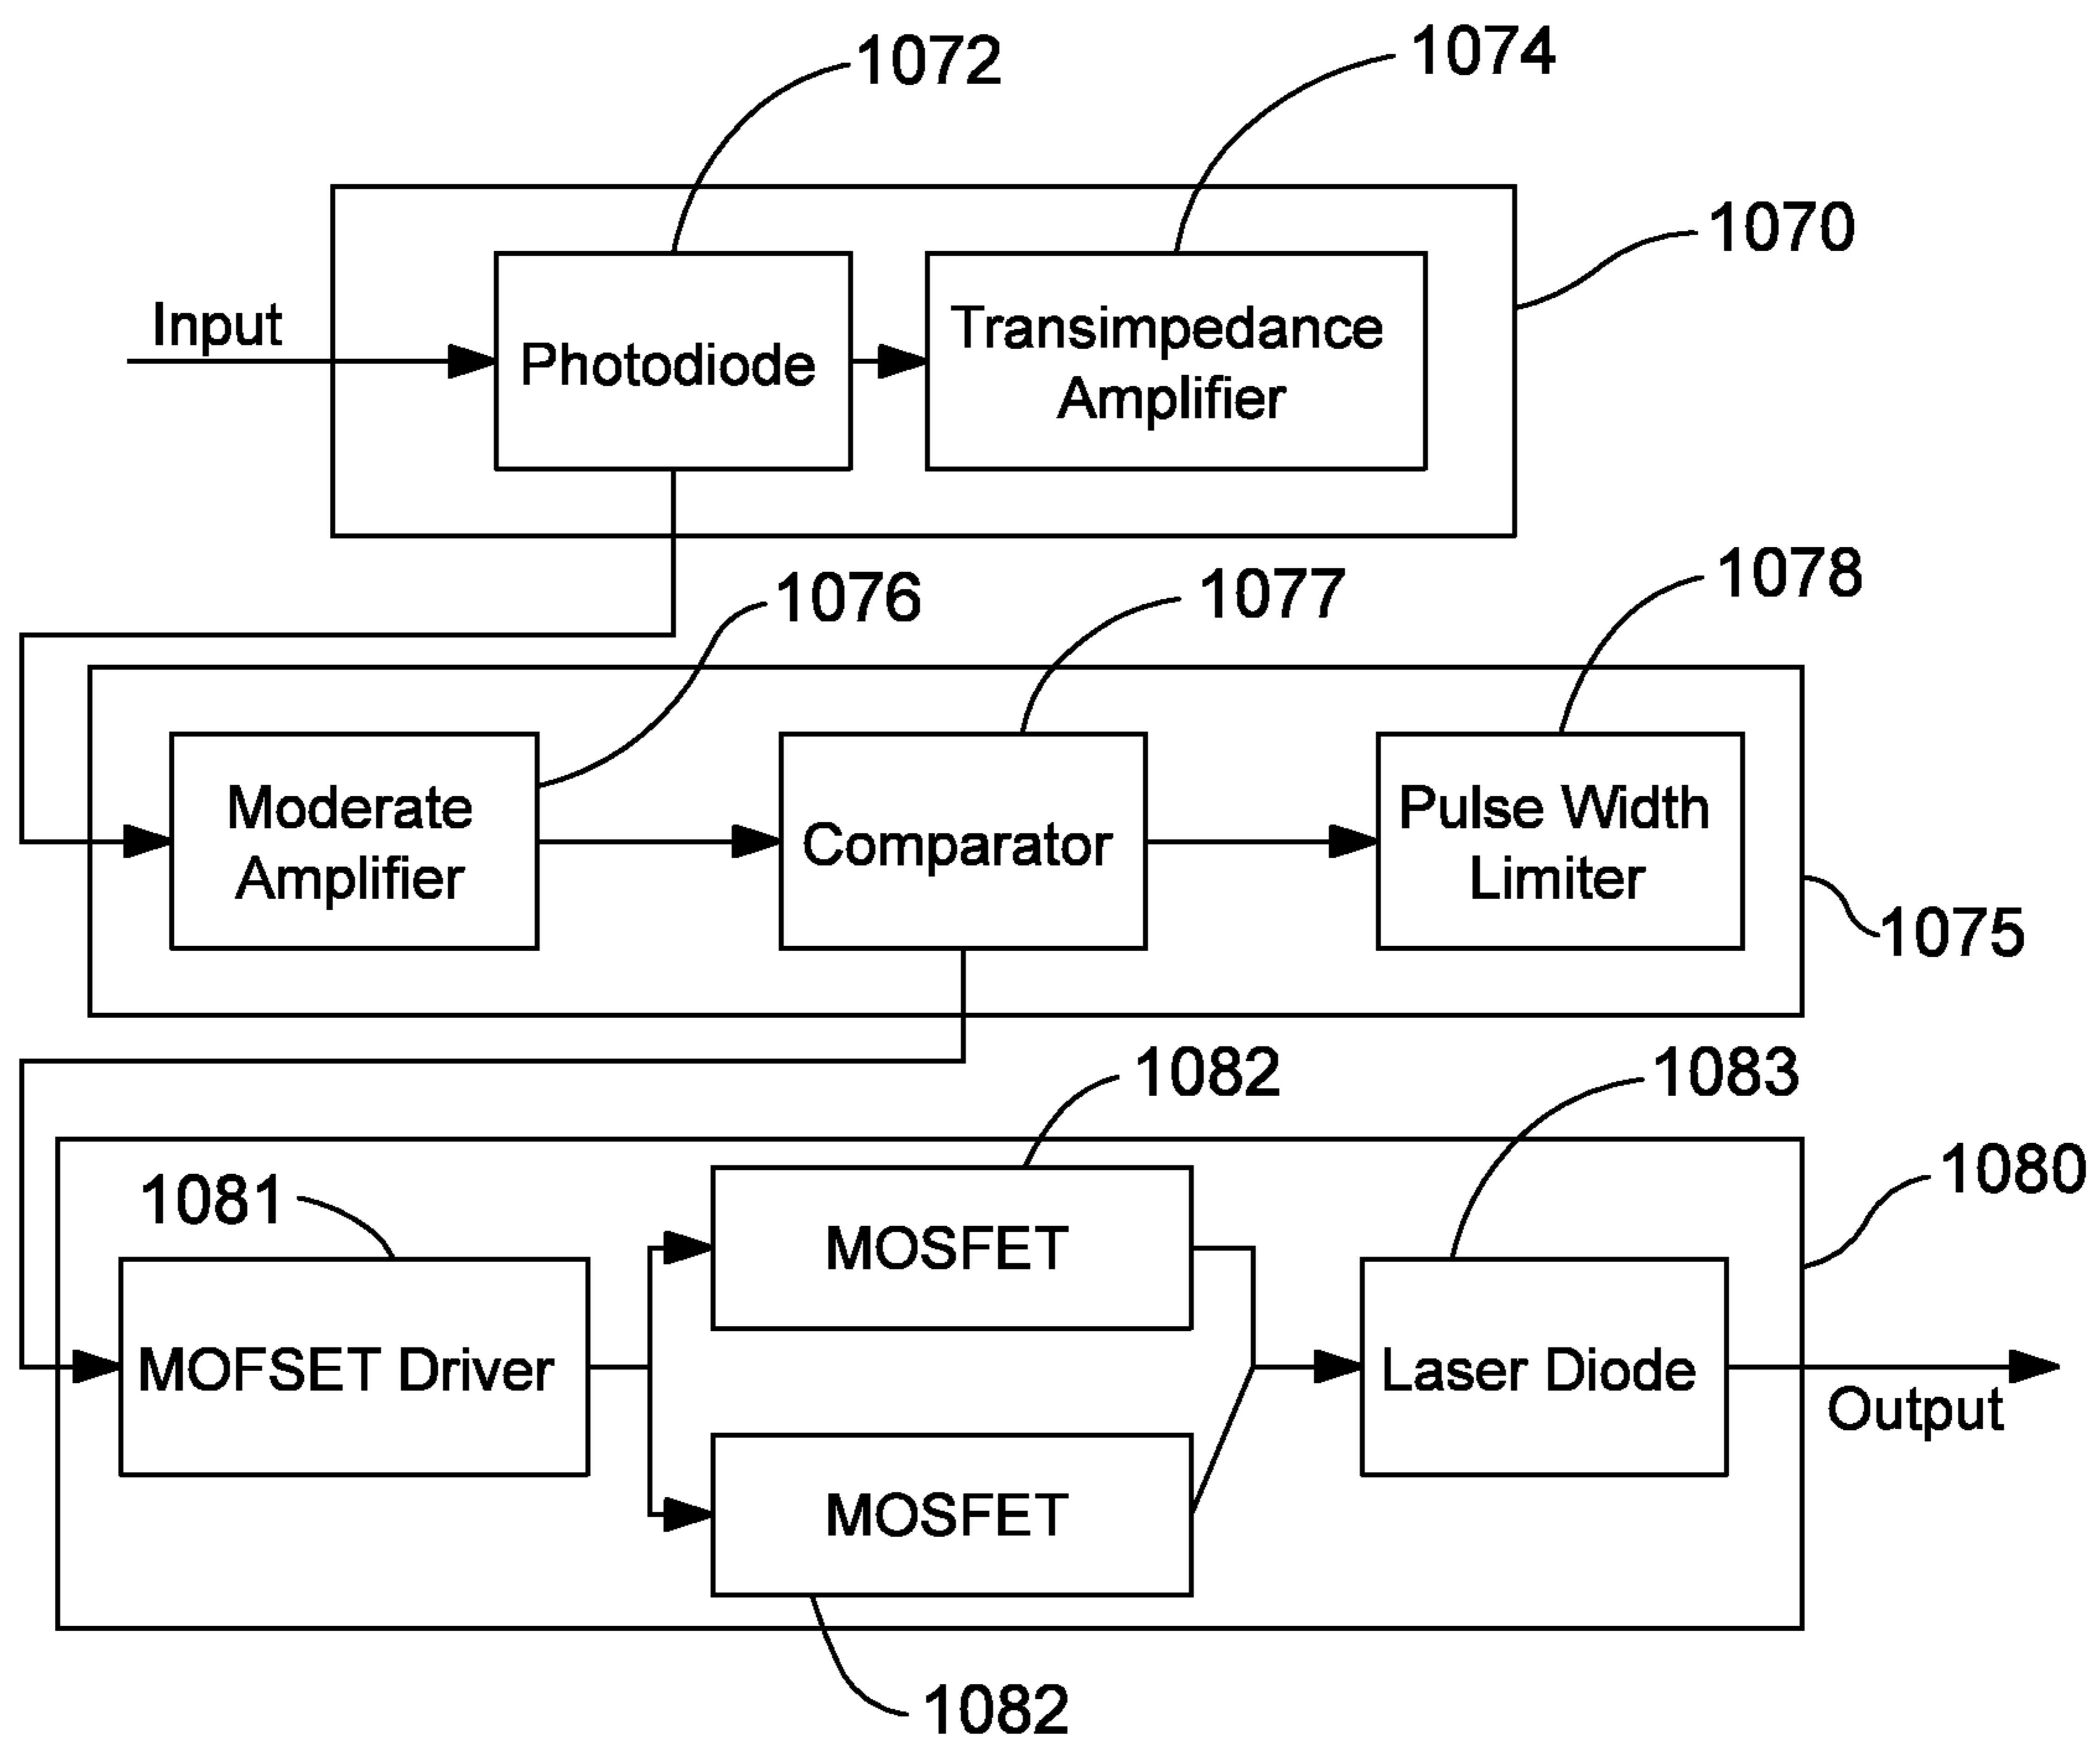 1072
1074
1070
Input
Photodiode
Transimpedance
Amplifier
1076
1077
1078
Moderate
Amplifier
Comparator
Pulse Width
Limiter
1075
1082
1083
1080
1081
MOSFET
MOFSET Driver
Laser Diode
Output
MOSFET
1082